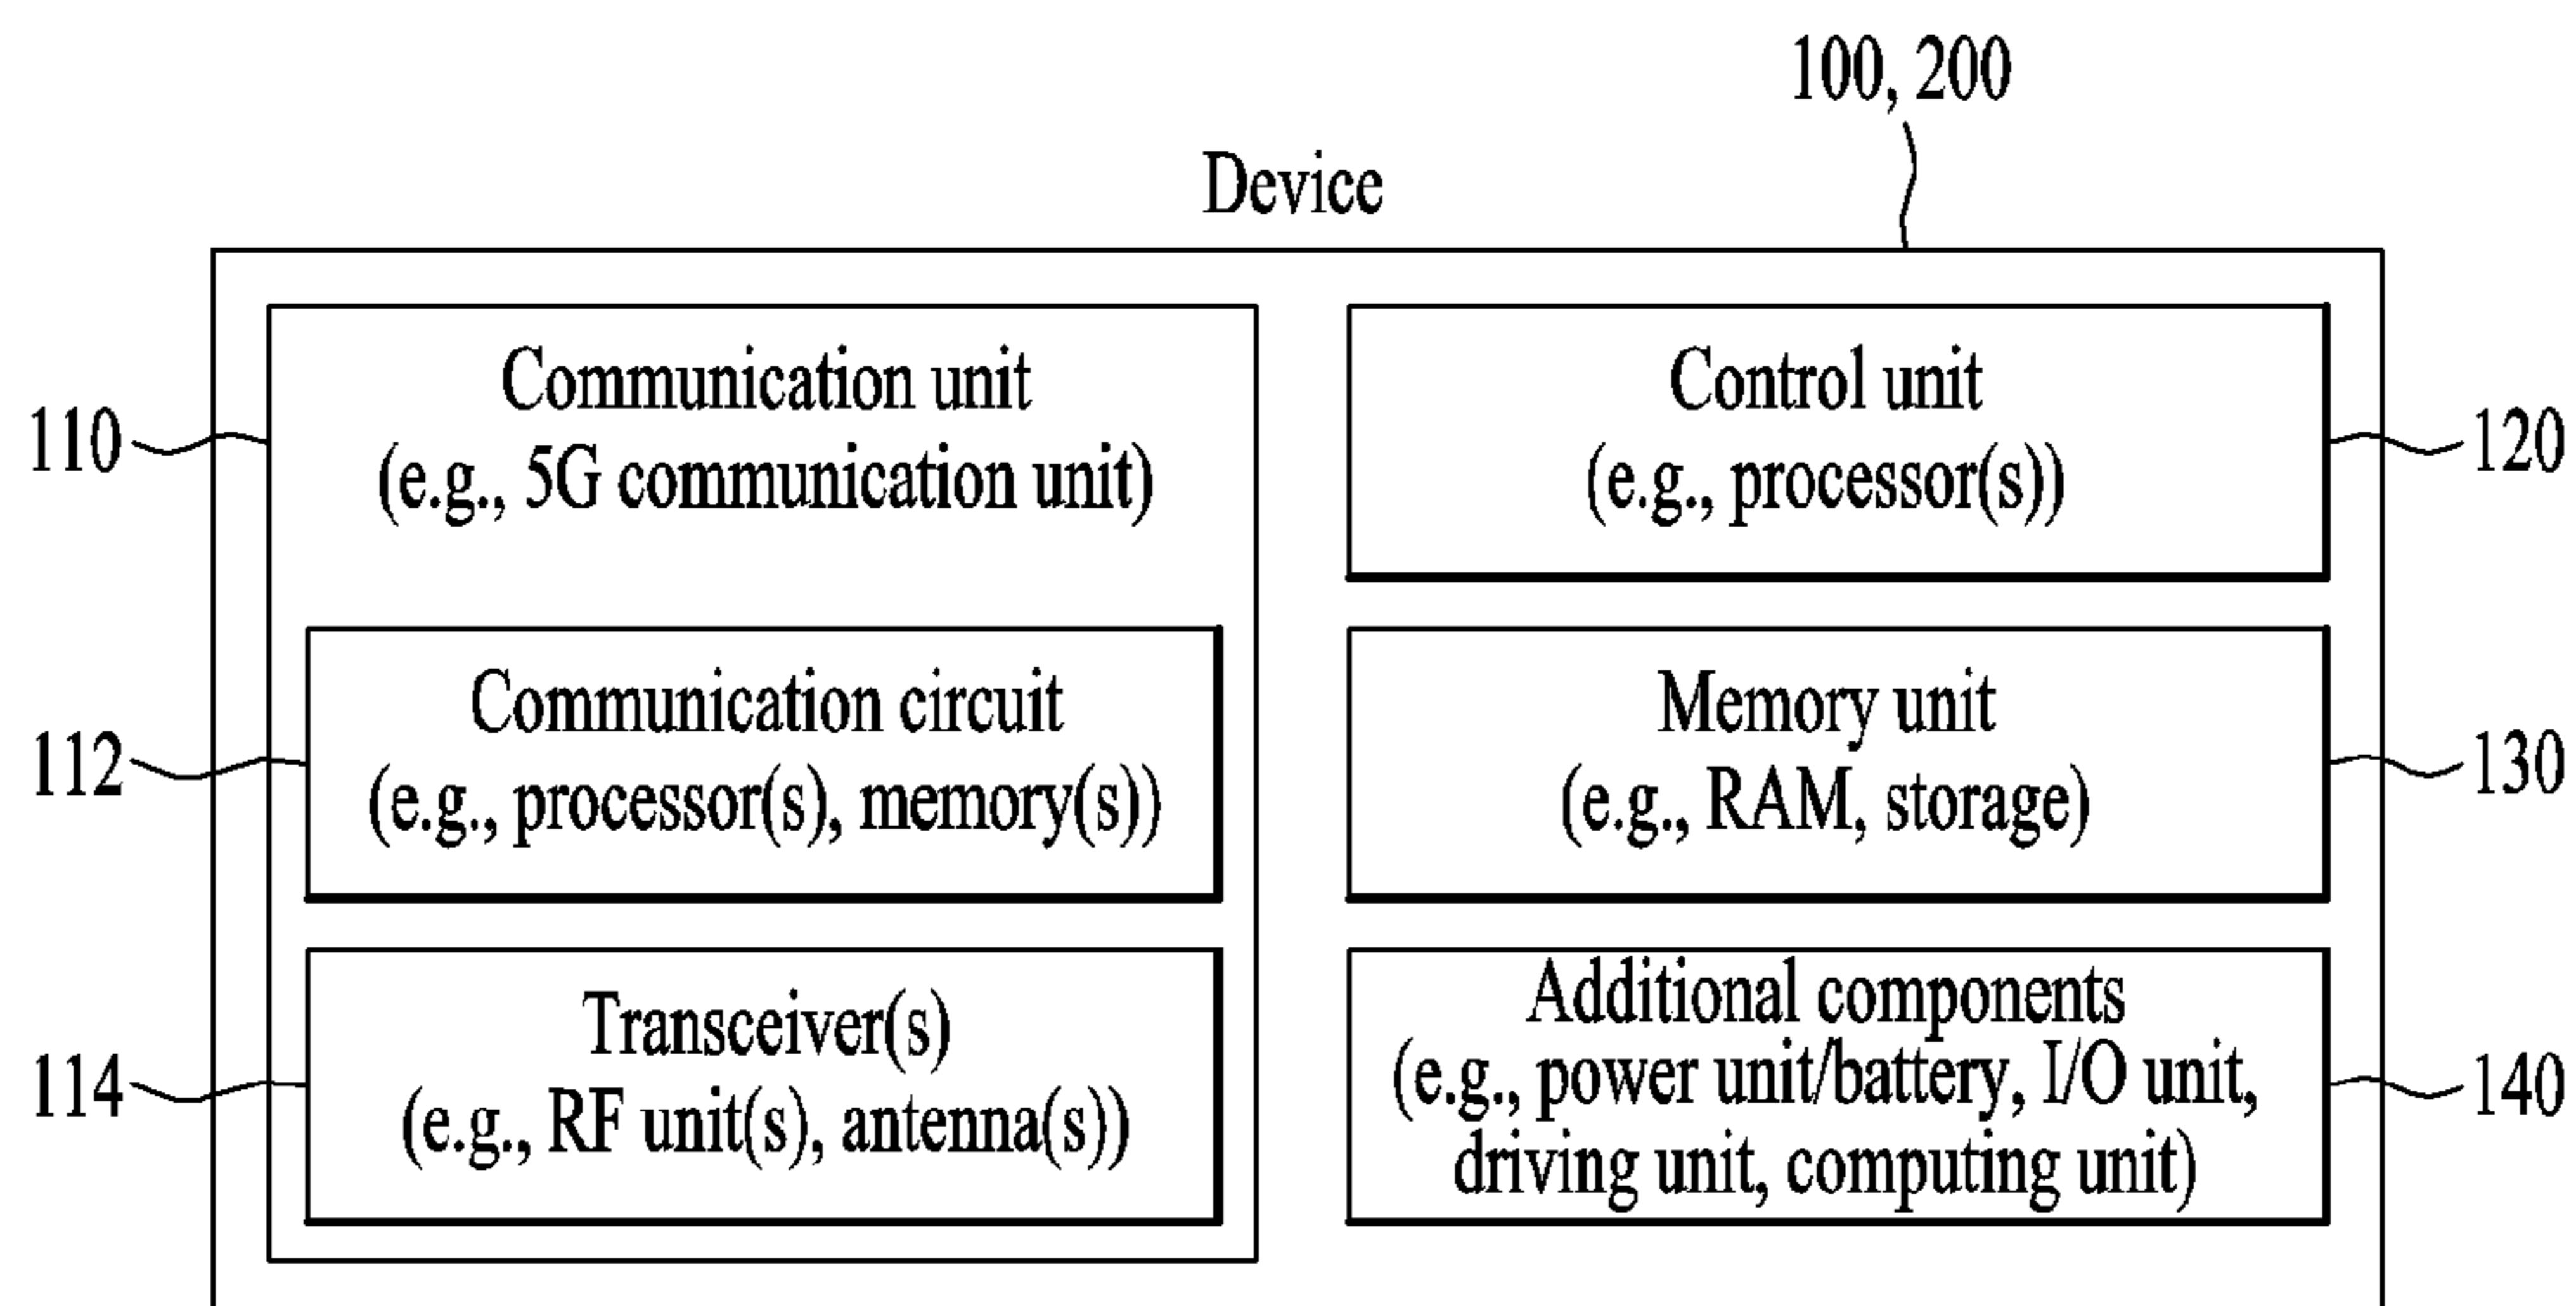 100, 200
Device
110
Communication unit
(e.g., 5G communication unit)
Control unit
(e.g., processor(s))
120
112
Communication circuit
(e.g., processor(s), memory(s))
Memory unit
(e.g., RAM, storage)
130
114
Transceiver(s)
(e.g., RF unit(s), antenna(s))
Additional components
(e.g., power unit/battery, I/O unit,
driving unit, computing unit)
140